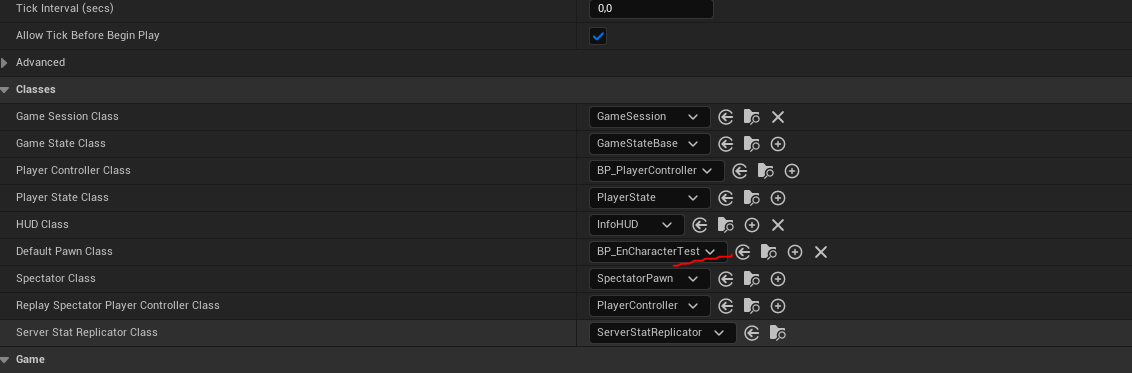 Tick Interval (secs) 0,0
Allow Tick Before Begin Play
Advanced
Classes
Game Session Class GameSession
Game State Class GameStateBase
Player Controller Class BP_PlayerController
Player State Class PlayerState
HUD Class InfoHUD
Default Pawn Class BP_EnCharacterTest
Spectator Class SpectatorPawn
Replay Spectator Player Controller Class PlayerController
Server Stat Replicator Class ServerStatReplicator
Game